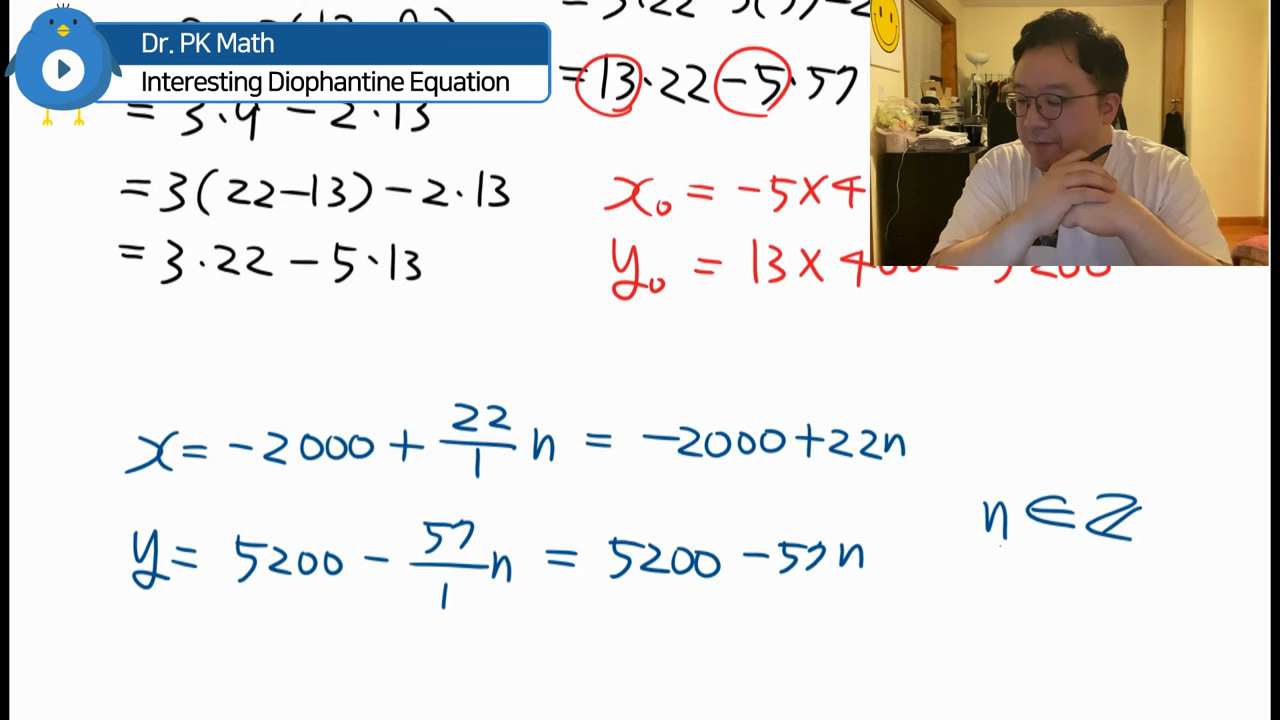 Dr. PK Math
Interesting Diophantine Equation
= 13·22 -5·57
= 3·9 - 2·13
= 3(22-13) - 2·13
= 3·22 - 5·13
x₀ = -5×4
y₀ = 13×400 = 5200
x = -2000 + 22/1 n = -2000+22n
y = 5200 - 57/1 n = 5200 -57n
n ∈ ℤ